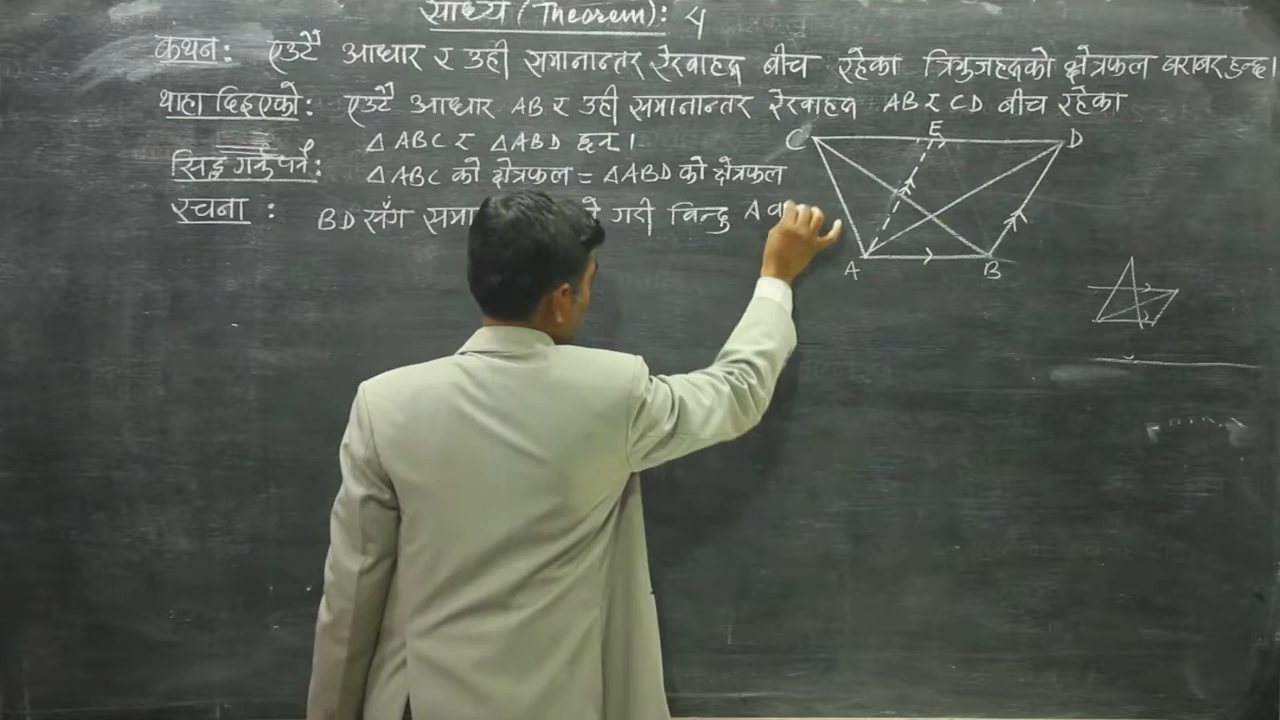 साध्य (Theorem): 4
कथन: एउटै आधार र उही समानान्तर रेखाहरू बीच रहेका त्रिभुजहरूको क्षेत्रफल बराबर हुन्छ।
थाहा दिइएको: एउटै आधार AB र उही समानान्तर रेखाहरू AB र CD बीच रहेका
△ABC र △ABD छन्।
सिद्ध गर्नुपर्ने: △ABC को क्षेत्रफल = △ABD को क्षेत्रफल
रचना: BD सँग समा गरी विन्दु A
C E D
A B